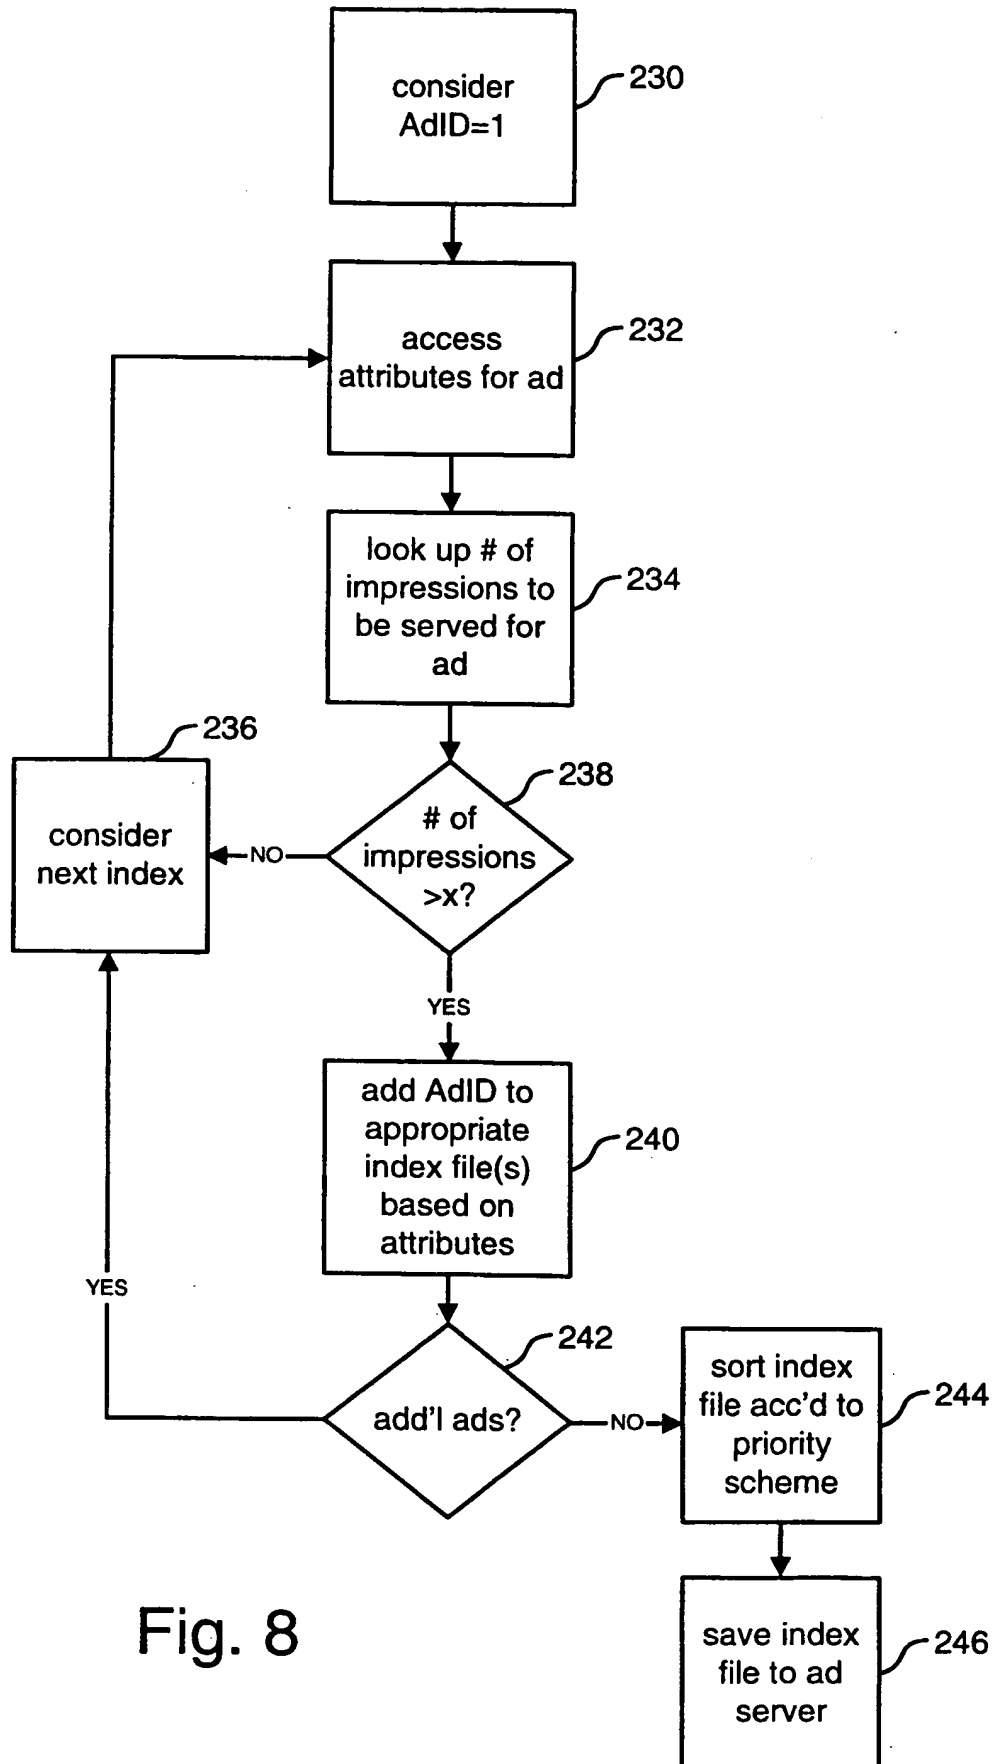 consider
AdID=1
230
access
attributes for ad
232
look up # of
impressions to
be served for
ad
234
236
consider
next index
NO
# of
impressions
>x?
238
YES
add AdID to
appropriate
index file(s)
based on
attributes
240
YES
add'l ads?
242
NO
sort index
file acc'd to
priority
scheme
244
save index
file to ad
server
246
Fig. 8